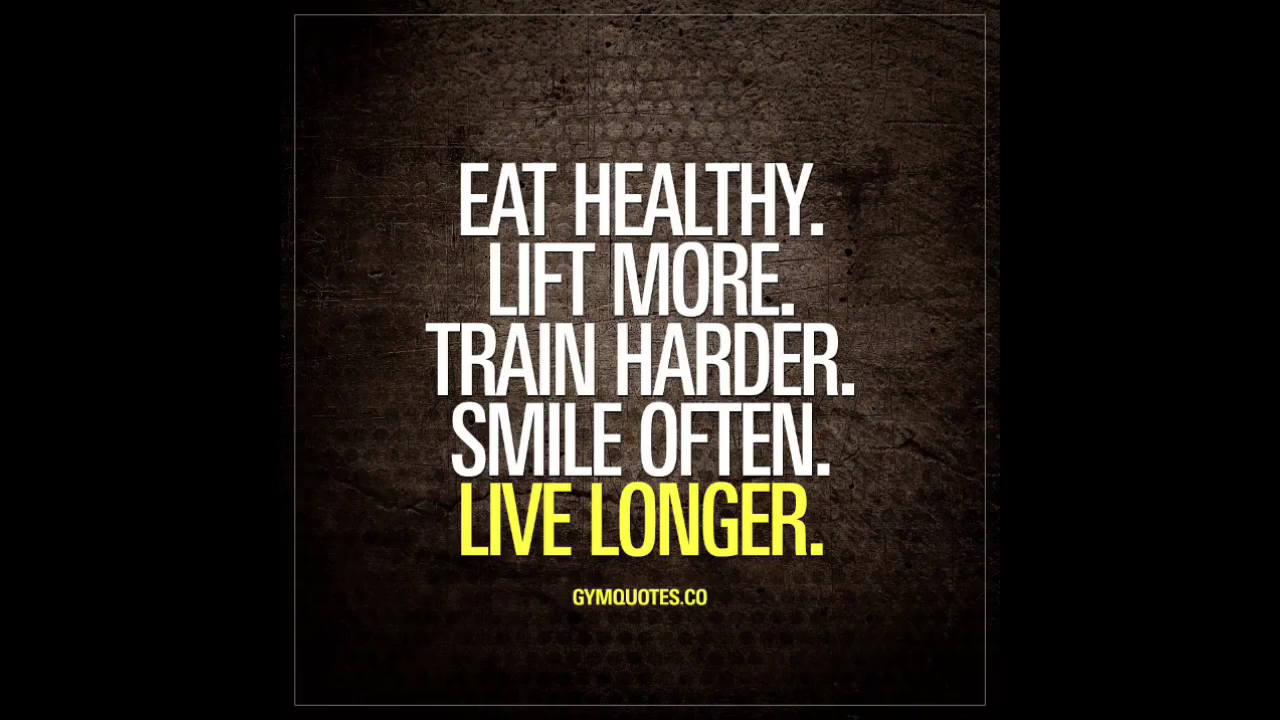 EAT HEALTHY.
LIFT MORE.
TRAIN HARDER.
SMILE OFTEN.
LIVE LONGER.
GYMQUOTES.CO